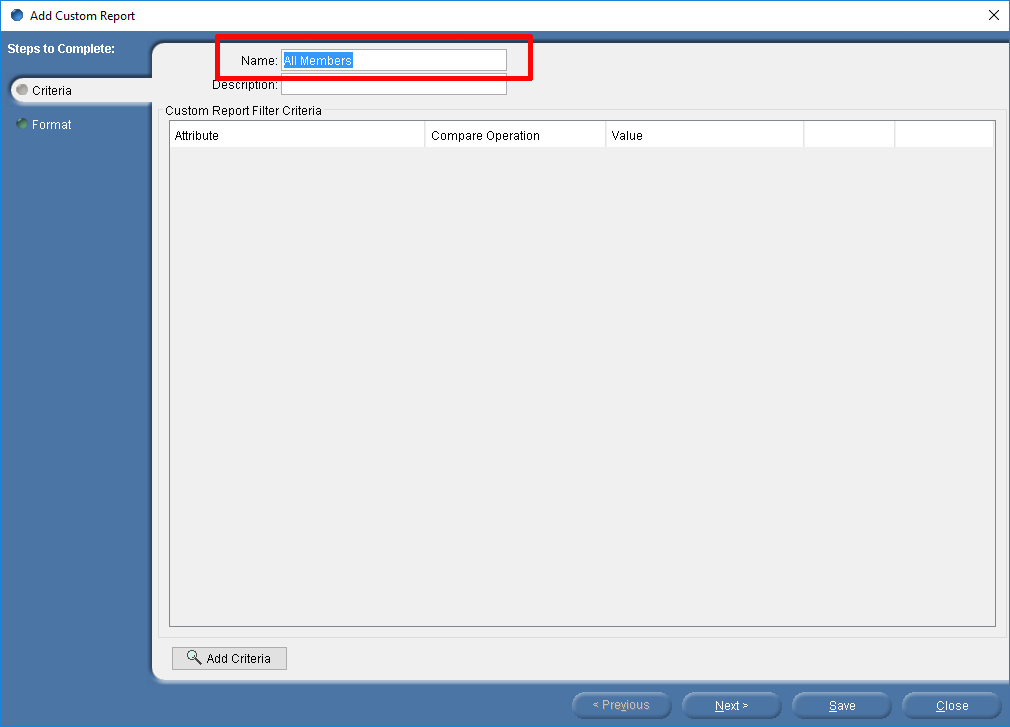 Add Custom Report
Steps to Complete:
Criteria
Format
Name: All Members
Description:
Custom Report Filter Criteria
Attribute Compare Operation Value
Add Criteria
< Previous Next > Save Close